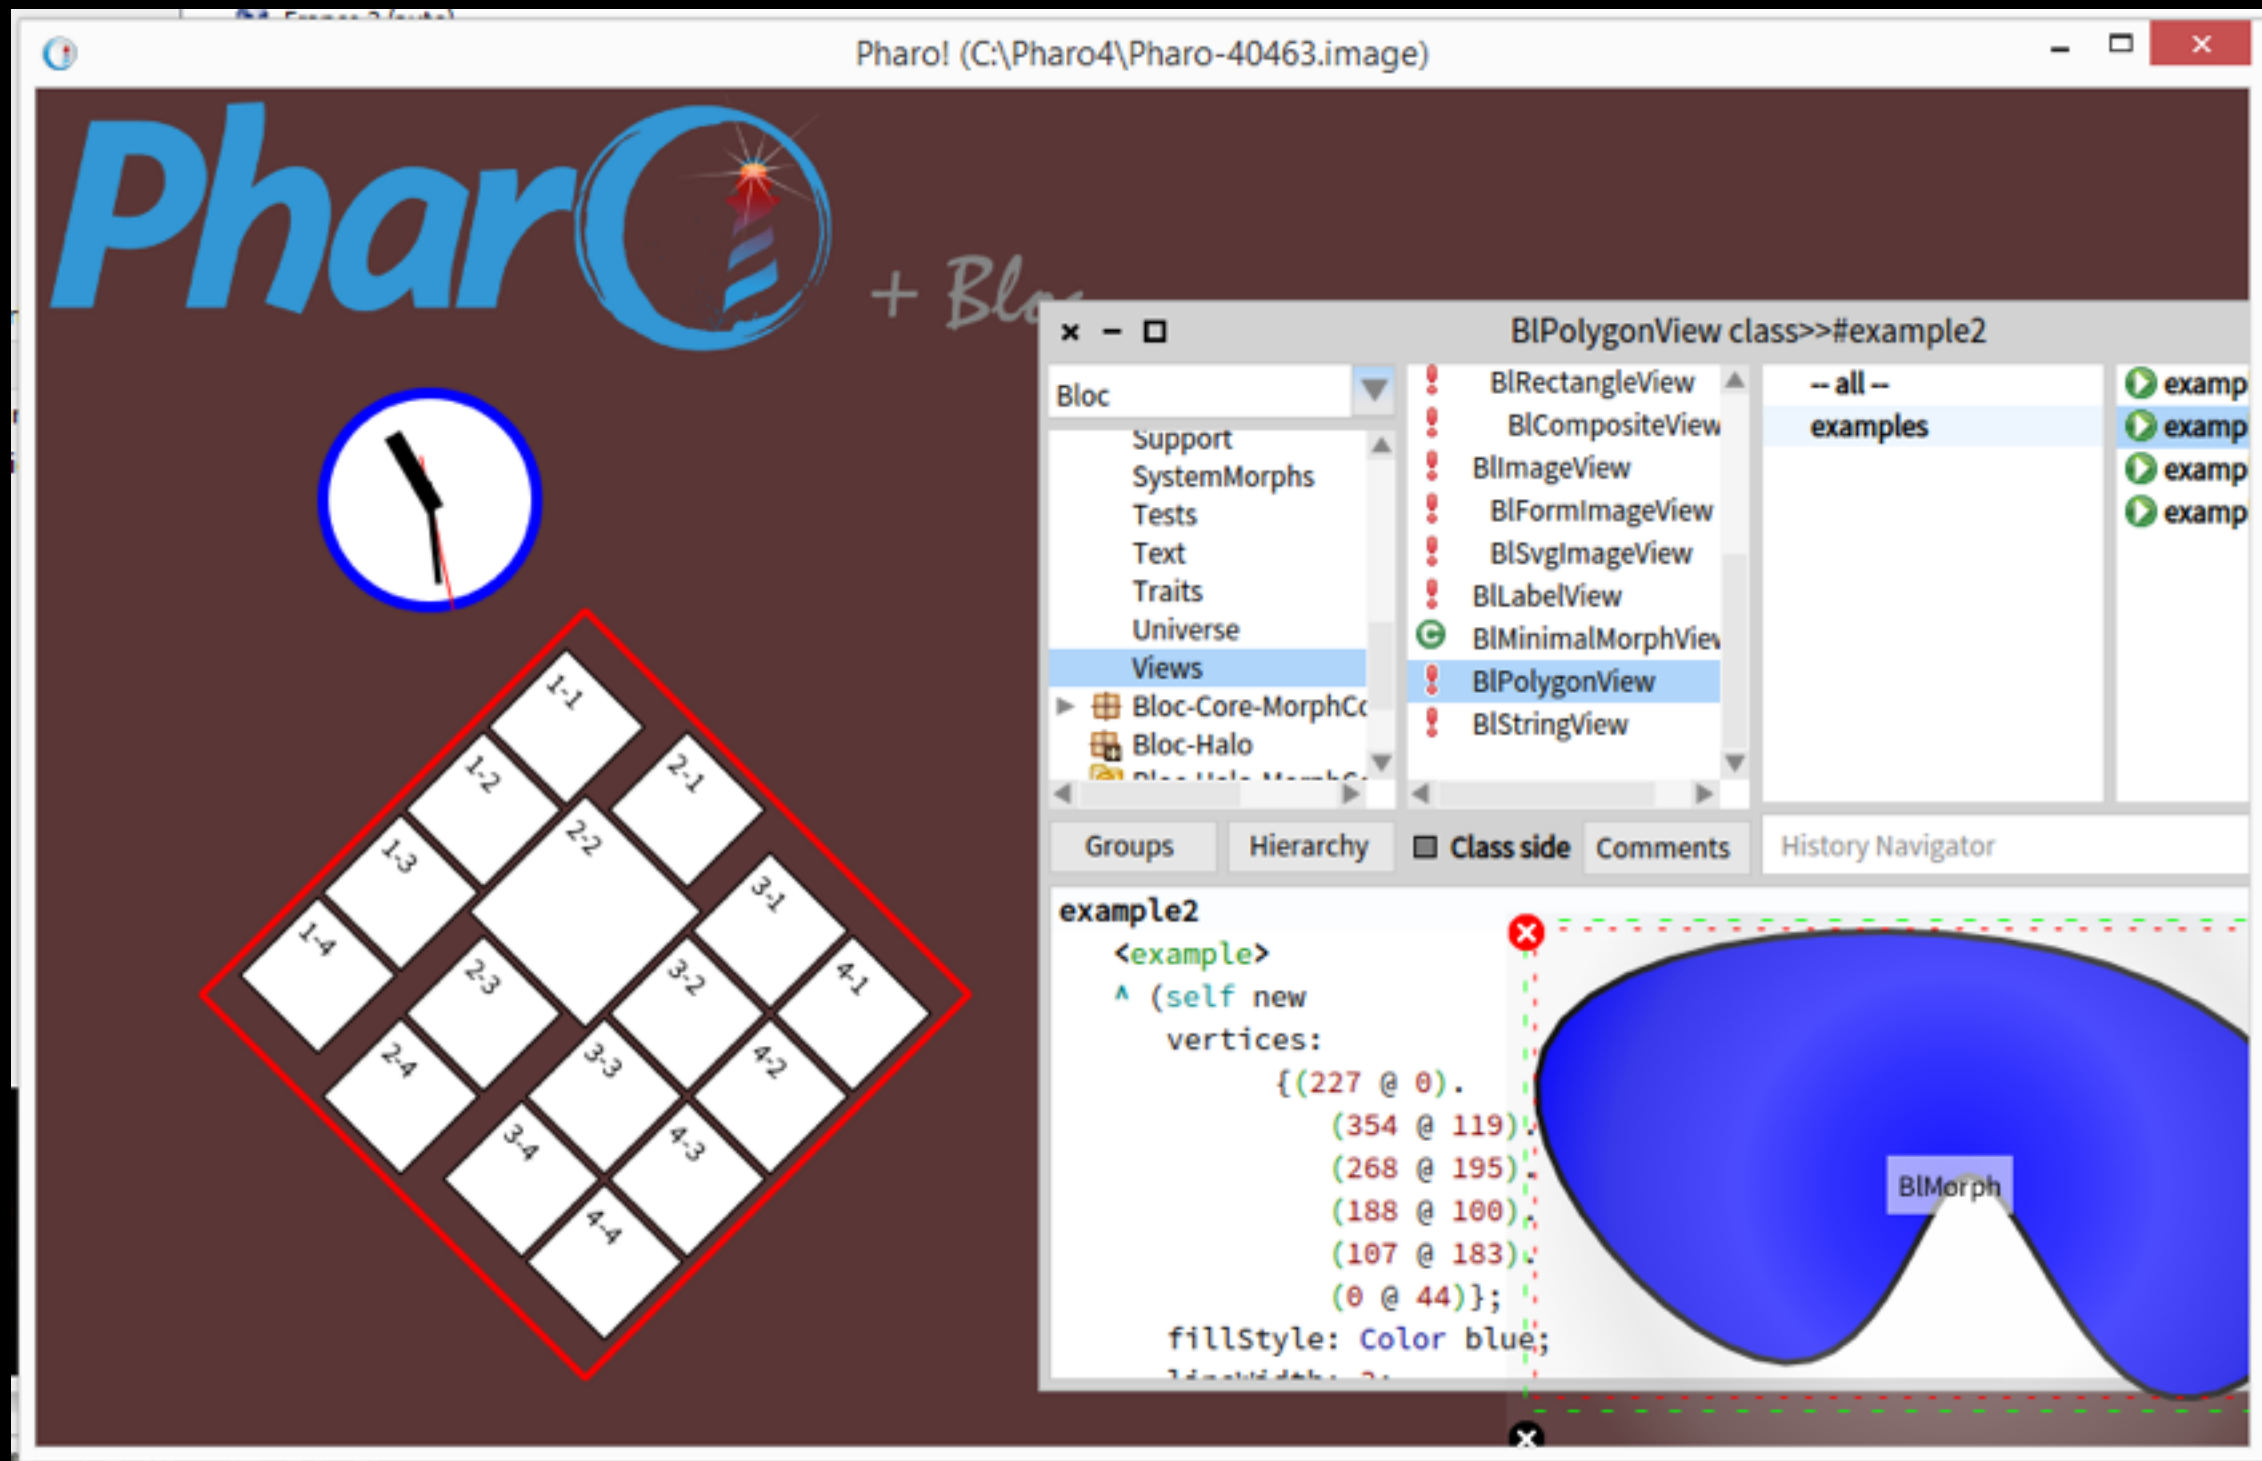 Pharo! (C:\Pharo4\Pharo-40463.image)
Pharo
+ Bloc
1-1
1-2
2-1
1-3
2-2
1-4
2-3
3-1
2-4
3-2
4-1
3-3
4-2
3-4
4-3
4-4
BlPolygonView class>>#example2
Bloc
Support
SystemMorphs
Tests
Text
Traits
Universe
Views
Bloc-Core-MorphCo
Bloc-Halo
BlRectangleView
BlCompositeView
BlImageView
BlFormImageView
BlSvgImageView
BlLabelView
BlMinimalMorphView
BlPolygonView
BlStringView
-- all --
examples
examp
examp
examp
examp
Groups Hierarchy Class side Comments History Navigator
example2
<example>
^ (self new
vertices:
{(227 @ 0).
(354 @ 119).
(268 @ 195).
(188 @ 100).
(107 @ 183).
(0 @ 44)};
fillStyle: Color blue;
BlMorph